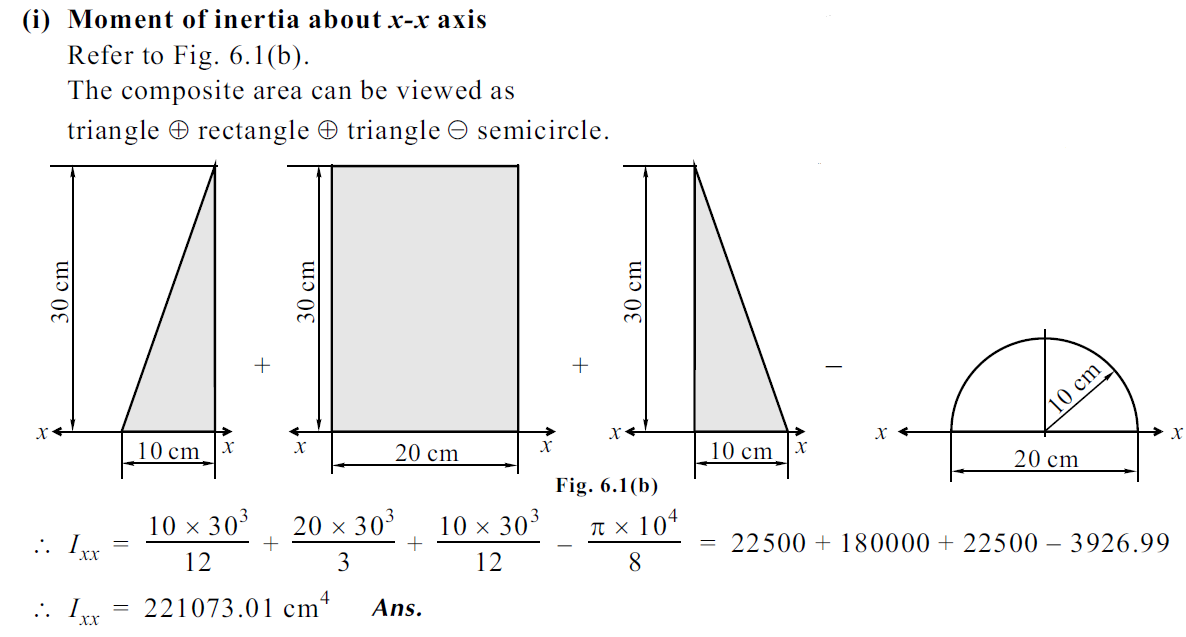 (i) Moment of inertia about x-x axis
Refer to Fig. 6.1(b).
The composite area can be viewed as
triangle ⊕ rectangle ⊕ triangle ⊖ semicircle.
30 cm
x
10 cm
x
+
30 cm
x
20 cm
x
+
30 cm
x
10 cm
x
–
10 cm
x
20 cm
x
Fig. 6.1(b)
∴ I_xx = (10 × 30³)/12 + (20 × 30³)/3 + (10 × 30³)/12 – (π × 10⁴)/8 = 22500 + 180000 + 22500 – 3926.99
∴ I_xx = 221073.01 cm⁴ Ans.